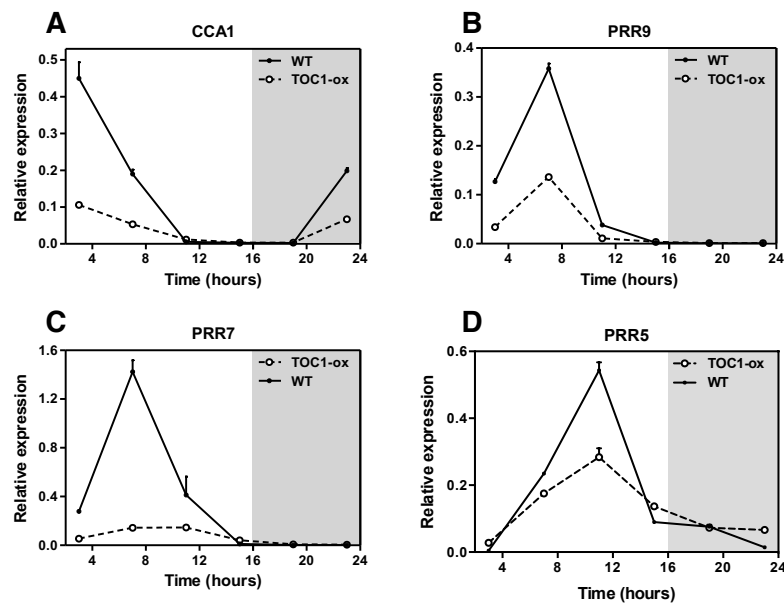 A
CCA1
WT
TOC1-ox
Relative expression
0.5
0.4
0.3
0.2
0.1
0.0
4 8 12 16 20 24
Time (hours)
B
PRR9
WT
TOC1-ox
Relative expression
0.4
0.3
0.2
0.1
0.0
4 8 12 16 20 24
Time (hours)
C
PRR7
TOC1-ox
WT
Relative expression
1.6
1.2
0.8
0.4
0.0
4 8 12 16 20 24
Time (hours)
D
PRR5
TOC1-ox
WT
Relative expression
0.6
0.4
0.2
0.0
4 8 12 16 20 24
Time (hours)